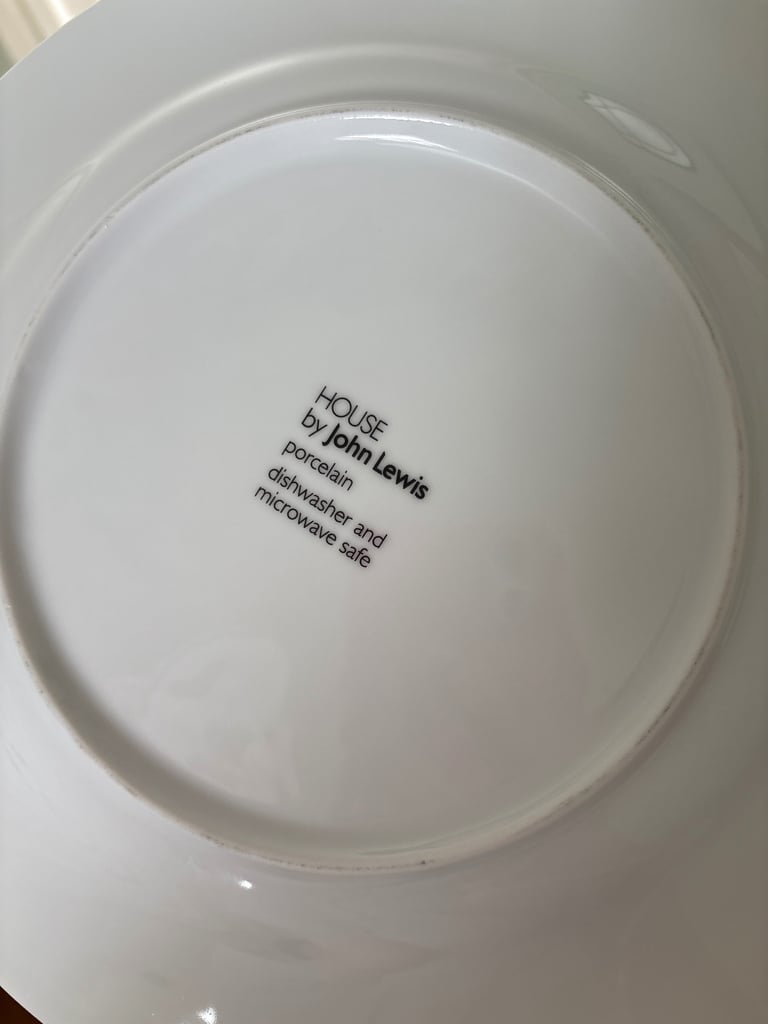 HOUSE
by John Lewis
porcelain
dishwasher and
microwave safe